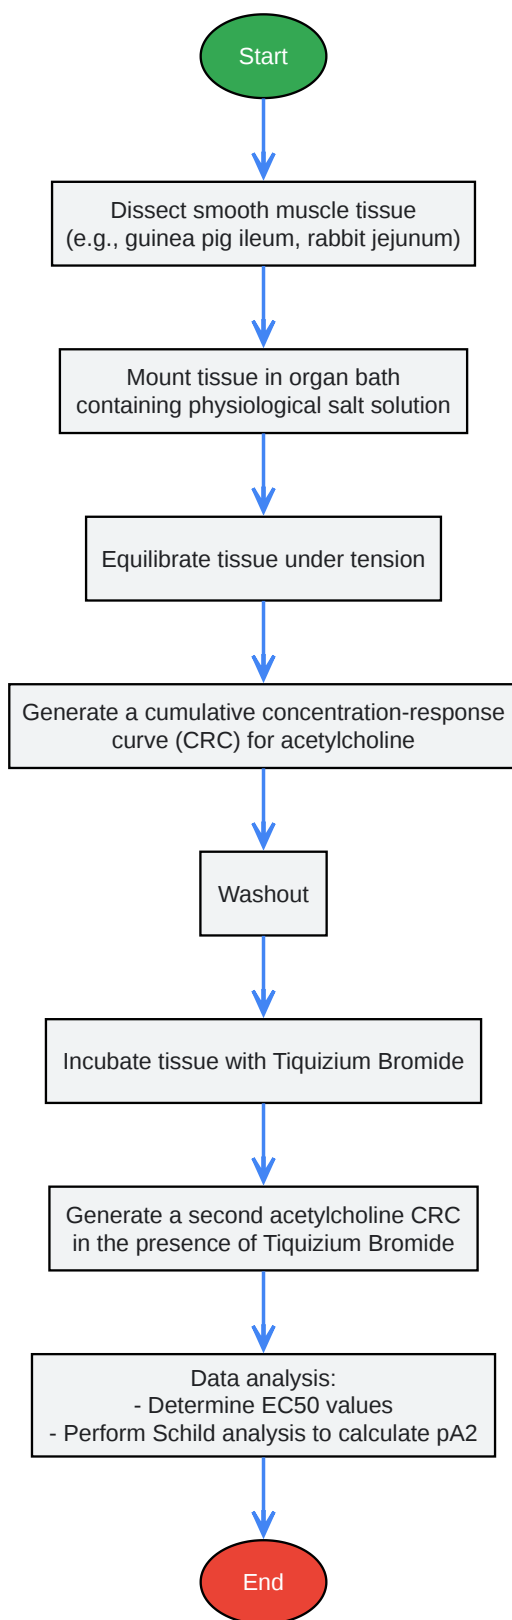 Start
Dissect smooth muscle tissue
(e.g., guinea pig ileum, rabbit jejunum)
Mount tissue in organ bath
containing physiological salt solution
Equilibrate tissue under tension
Generate a cumulative concentration-response
curve (CRC) for acetylcholine
Washout
Incubate tissue with Tiquizium Bromide
Generate a second acetylcholine CRC
in the presence of Tiquizium Bromide
Data analysis:
- Determine EC50 values
- Perform Schild analysis to calculate pA2
End